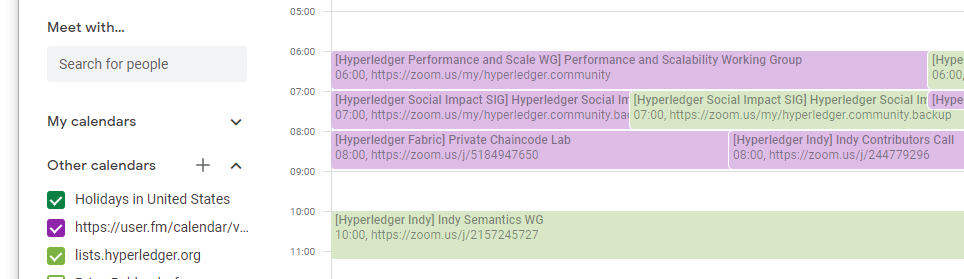 Meet with...
Search for people
My calendars
Other calendars
Holidays in United States
https://user.fm/calendar/v...
lists.hyperledger.org
05:00
06:00
07:00
08:00
09:00
10:00
11:00
[Hyperledger Performance and Scale WG] Performance and Scalability Working Group
06:00, https://zoom.us/my/hyperledger.community
[Hype
06:00,
[Hyperledger Social Impact SIG] Hyperledger Social Im
07:00, https://zoom.us/my/hyperledger.community.bac
[Hyperledger Social Impact SIG] Hyperledger Social In
07:00, https://zoom.us/my/hyperledger.community.backup
[Hype
[Hyperledger Fabric] Private Chaincode Lab
08:00, https://zoom.us/j/5184947650
[Hyperledger Indy] Indy Contributors Call
08:00, https://zoom.us/j/244779296
[Hyperledger Indy] Indy Semantics WG
10:00, https://zoom.us/j/2157245727